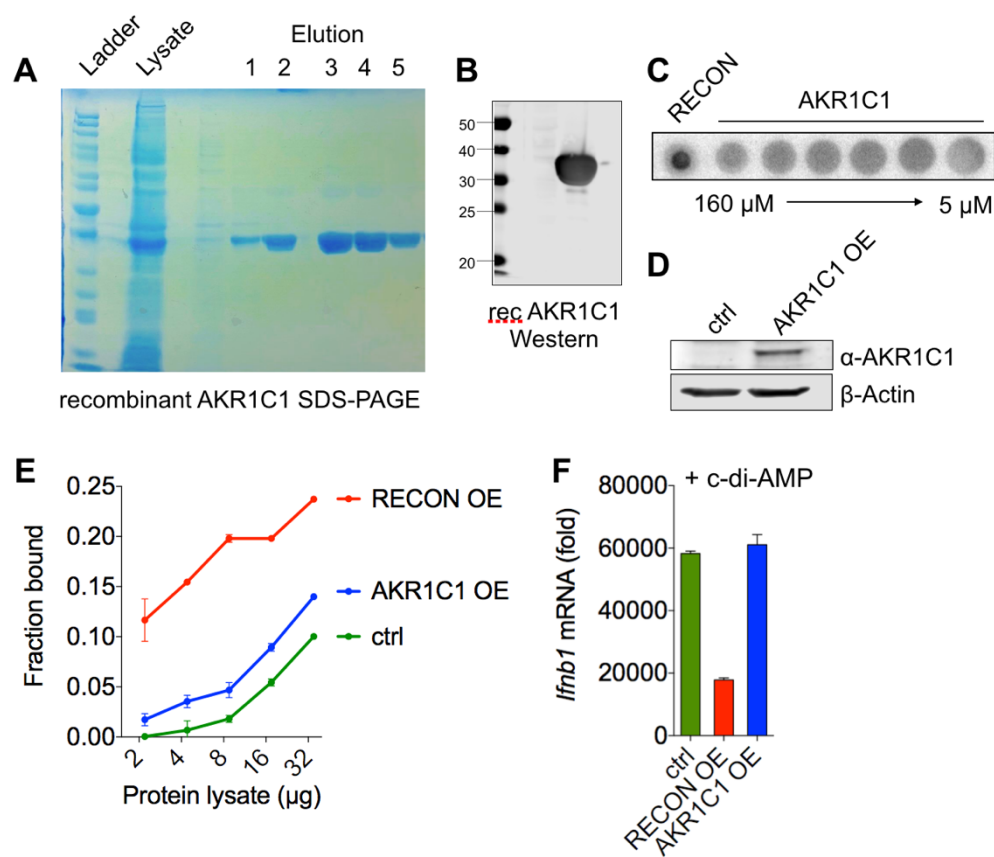 A
Ladder
Lysate
Elution
1 2 3 4 5
recombinant AKR1C1 SDS-PAGE
B
50
40
30
25
20
rec AKR1C1
Western
C
RECON
AKR1C1
160 µM
5 µM
D
ctrl
AKR1C1 OE
α-AKR1C1
β-Actin
E
Fraction bound
0.25
0.20
0.15
0.10
0.05
0.00
2 4 8 16 32
Protein lysate (µg)
RECON OE
AKR1C1 OE
ctrl
F
+ c-di-AMP
Ifnb1 mRNA (fold)
80000
60000
40000
20000
0
ctrl
RECON OE
AKR1C1 OE